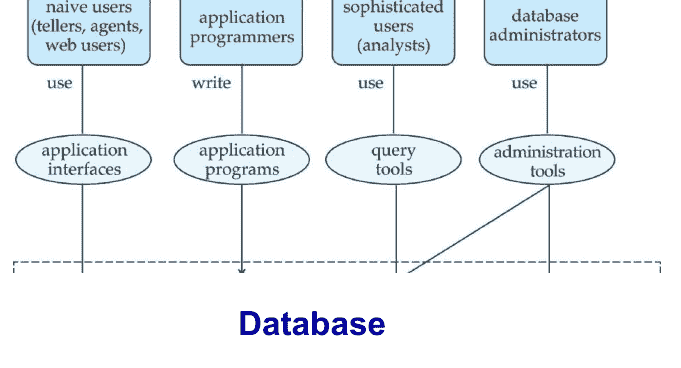 naive users
(tellers, agents,
web users)
application
programmers
sophisticated
users
(analysts)
database
administrators
use
write
use
use
application
interfaces
application
programs
query
tools
administration
tools
Database